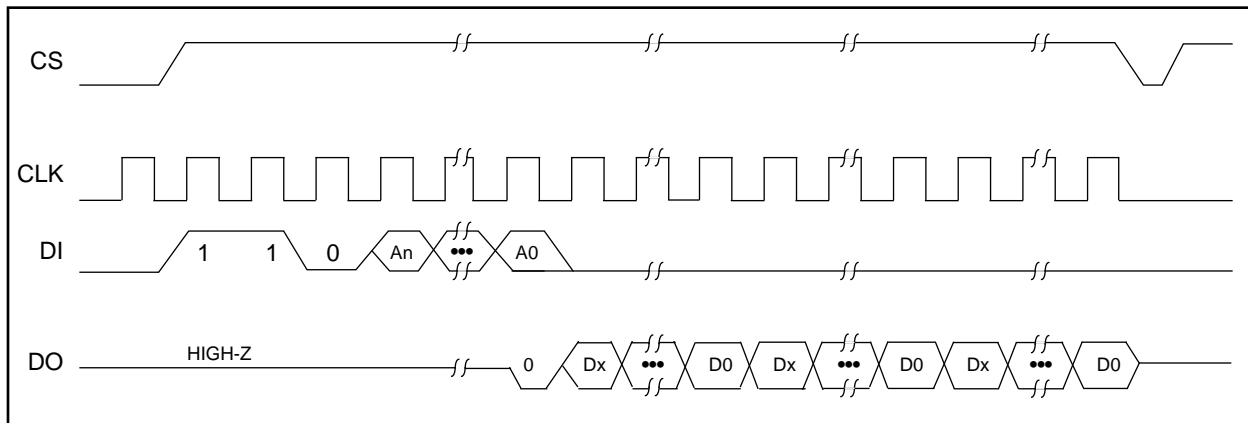 CS
CLK
DI
1 1 0 An ••• A0
DO
HIGH-Z
0 Dx ••• D0 Dx ••• D0 Dx ••• D0